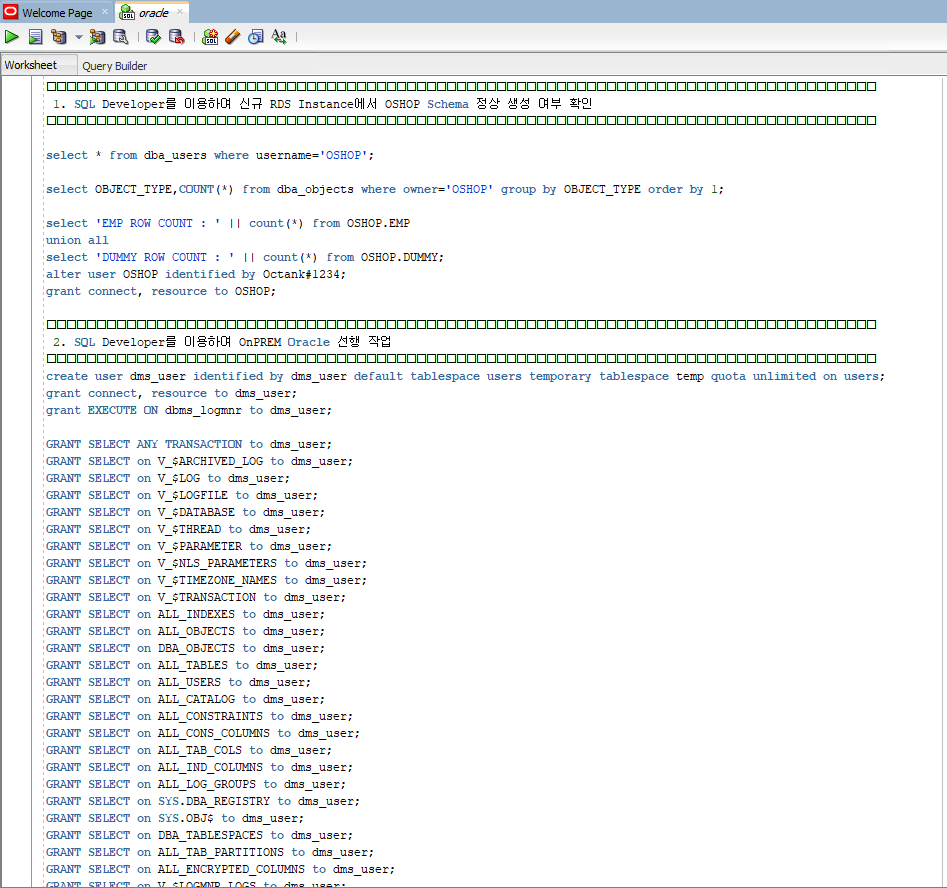 Welcome Page
oracle
Worksheet
Query Builder
1. SQL Developer를 이용하여 신규 RDS Instance에서 OSHOP Schema 정상 생성 여부 확인
select * from dba_users where username='OSHOP';
select OBJECT_TYPE,COUNT(*) from dba_objects where owner='OSHOP' group by OBJECT_TYPE order by 1;
select 'EMP ROW COUNT : ' || count(*) from OSHOP.EMP
union all
select 'DUMMY ROW COUNT : ' || count(*) from OSHOP.DUMMY;
alter user OSHOP identified by Octank#1234;
grant connect, resource to OSHOP;
2. SQL Developer를 이용하여 OnPREM Oracle 선행 작업
create user dms_user identified by dms_user default tablespace users temporary tablespace temp quota unlimited on users;
grant connect, resource to dms_user;
grant EXECUTE ON dbms_logmnr to dms_user;
GRANT SELECT ANY TRANSACTION to dms_user;
GRANT SELECT on V_$ARCHIVED_LOG to dms_user;
GRANT SELECT on V_$LOG to dms_user;
GRANT SELECT on V_$LOGFILE to dms_user;
GRANT SELECT on V_$DATABASE to dms_user;
GRANT SELECT on V_$THREAD to dms_user;
GRANT SELECT on V_$PARAMETER to dms_user;
GRANT SELECT on V_$NLS_PARAMETERS to dms_user;
GRANT SELECT on V_$TIMEZONE_NAMES to dms_user;
GRANT SELECT on V_$TRANSACTION to dms_user;
GRANT SELECT on ALL_INDEXES to dms_user;
GRANT SELECT on ALL_OBJECTS to dms_user;
GRANT SELECT on DBA_OBJECTS to dms_user;
GRANT SELECT on ALL_TABLES to dms_user;
GRANT SELECT on ALL_USERS to dms_user;
GRANT SELECT on ALL_CATALOG to dms_user;
GRANT SELECT on ALL_CONSTRAINTS to dms_user;
GRANT SELECT on ALL_CONS_COLUMNS to dms_user;
GRANT SELECT on ALL_TAB_COLS to dms_user;
GRANT SELECT on ALL_IND_COLUMNS to dms_user;
GRANT SELECT on ALL_LOG_GROUPS to dms_user;
GRANT SELECT on SYS.DBA_REGISTRY to dms_user;
GRANT SELECT on SYS.OBJ$ to dms_user;
GRANT SELECT on DBA_TABLESPACES to dms_user;
GRANT SELECT on ALL_TAB_PARTITIONS to dms_user;
GRANT SELECT on ALL_ENCRYPTED_COLUMNS to dms_user;
GRANT SELECT on V_$LOGMNR_LOGS to dms_user;